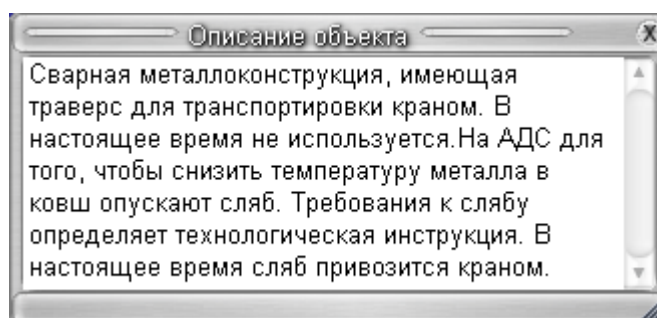 Описание объекта
Сварная металлоконструкция, имеющая
траверс для транспортировки краном. В
настоящее время не используется.На АДС для
того, чтобы снизить температуру металла в
ковш опускают сляб. Требования к слябу
определяет технологическая инструкция. В
настоящее время сляб привозится краном.